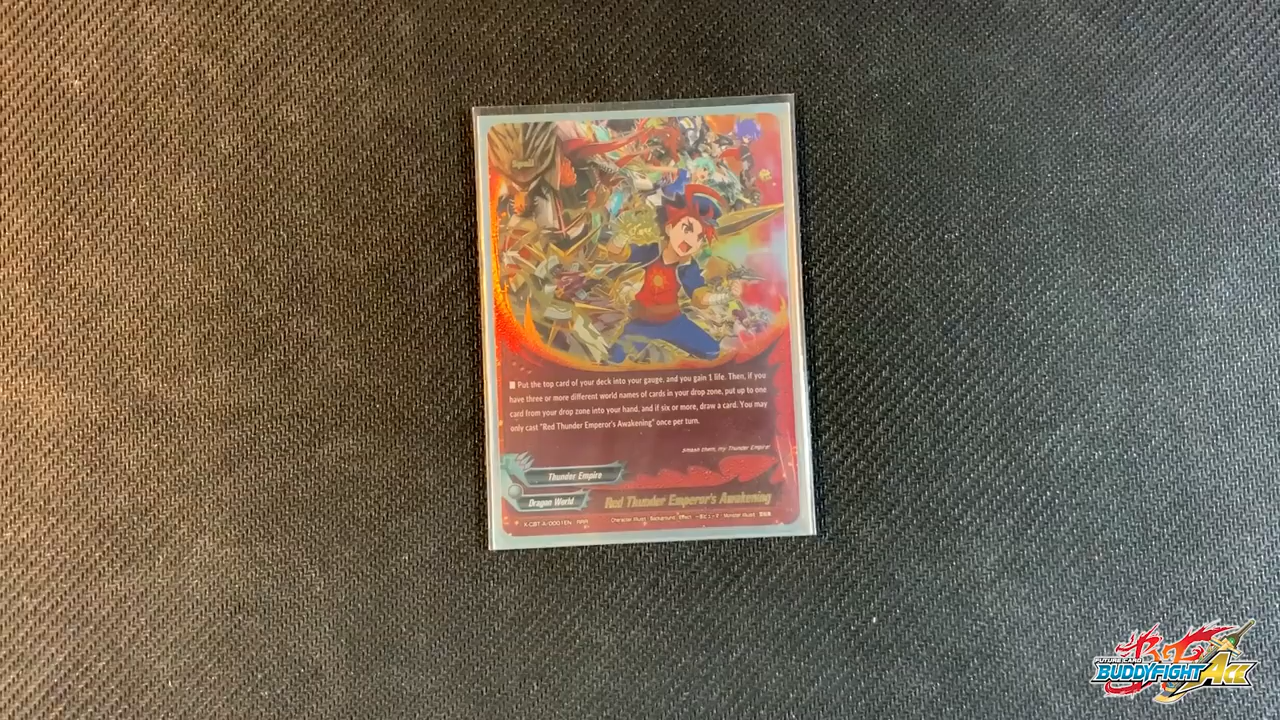 Put the top card of your deck into your gauge, and you gain 1 life. Then, if you
have three or more different world names of cards in your drop zone, put up to one
card from your drop zone into your hand, and if six or more, draw a card. You may
only cast "Red Thunder Emperor's Awakening" once per turn.
Smash them, my Thunder Empire!
Thunder Empire
Dragon World
Red Thunder Emperor's Awakening
FUTURE CARD
BUDDYFIGHT Ace